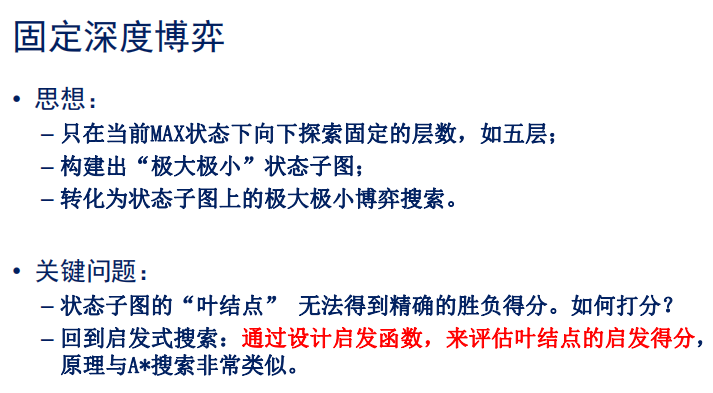 固定深度博弈
• 思想：
– 只在当前MAX状态下向下探索固定的层数，如五层；
– 构建出“极大极小”状态子图；
– 转化为状态子图上的极大极小博弈搜索。
• 关键问题：
– 状态子图的“叶结点” 无法得到精确的胜负得分。如何打分？
– 回到启发式搜索：通过设计启发函数，来评估叶结点的启发得分，
原理与A*搜索非常类似。